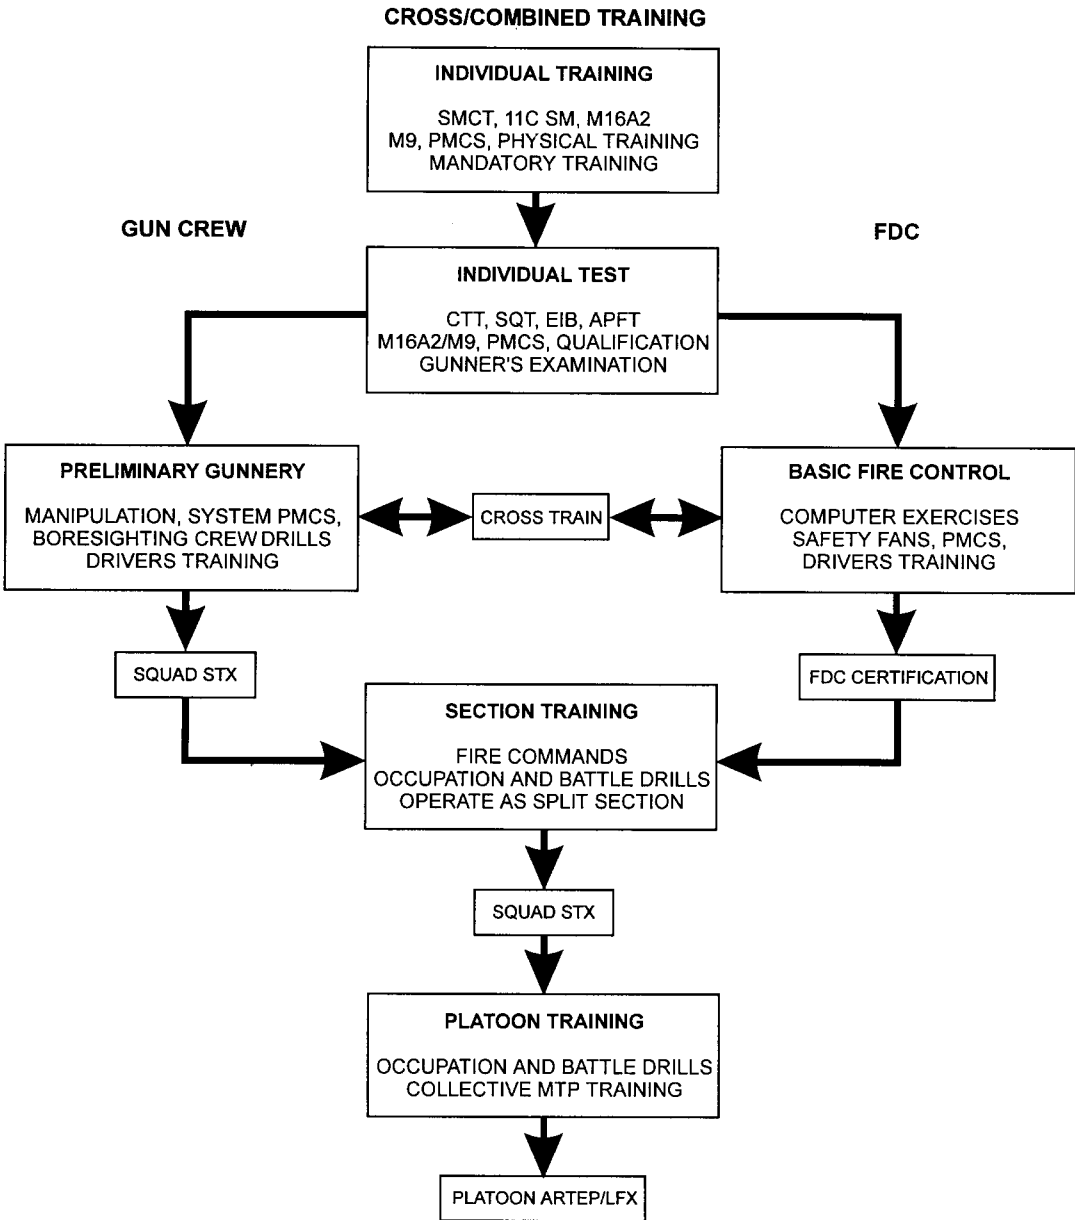 CROSS/COMBINED TRAINING
INDIVIDUAL TRAINING
SMCT, 11C SM, M16A2
M9, PMCS, PHYSICAL TRAINING
MANDATORY TRAINING
GUN CREW
FDC
INDIVIDUAL TEST
CTT, SQT, EIB, APFT
M16A2/M9, PMCS, QUALIFICATION
GUNNER'S EXAMINATION
PRELIMINARY GUNNERY
MANIPULATION, SYSTEM PMCS,
BORESIGHTING CREW DRILLS
DRIVERS TRAINING
CROSS TRAIN
BASIC FIRE CONTROL
COMPUTER EXERCISES
SAFETY FANS, PMCS,
DRIVERS TRAINING
SQUAD STX
FDC CERTIFICATION
SECTION TRAINING
FIRE COMMANDS
OCCUPATION AND BATTLE DRILLS
OPERATE AS SPLIT SECTION
SQUAD STX
PLATOON TRAINING
OCCUPATION AND BATTLE DRILLS
COLLECTIVE MTP TRAINING
PLATOON ARTEP/LFX